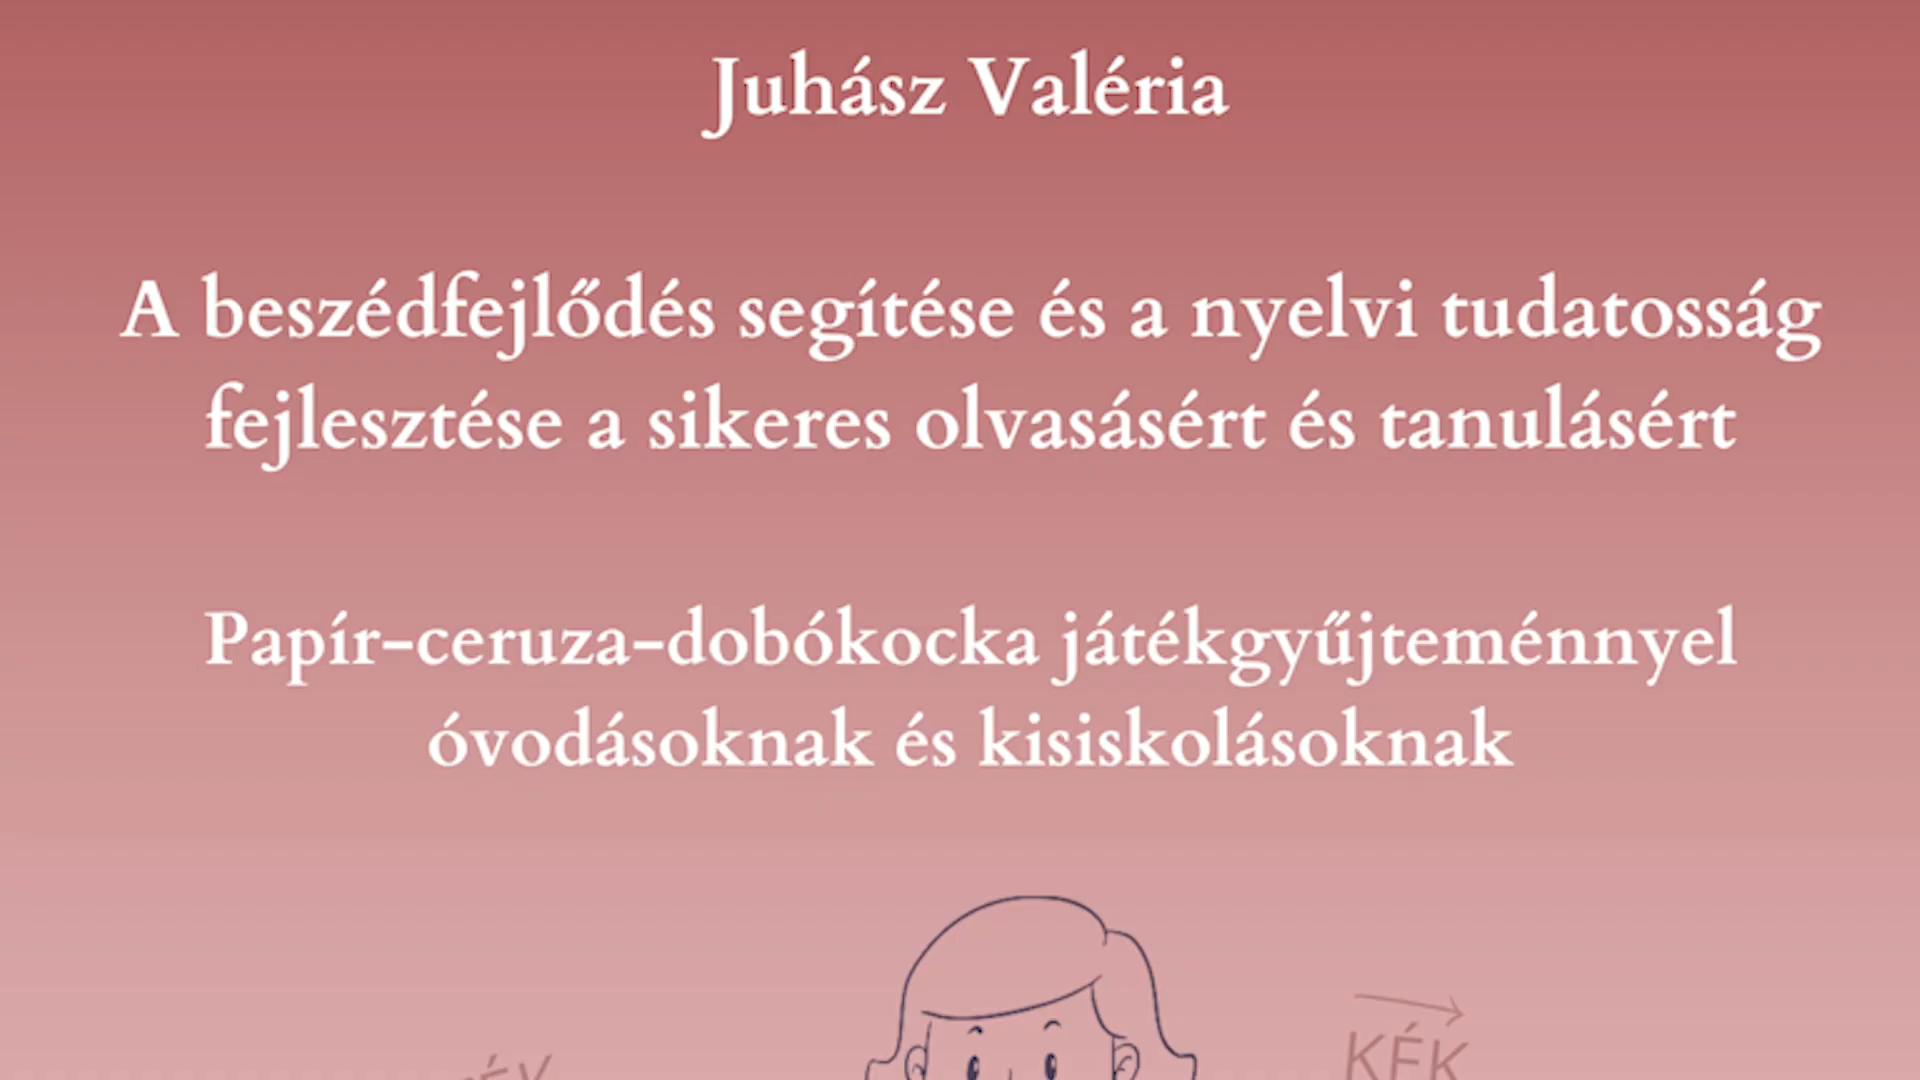 Juhász Valéria
A beszédfejlődés segítése és a nyelvi tudatosság
fejlesztése a sikeres olvasásért és tanulásért
Papír-ceruza-dobókocka játékgyűjteménnyel
óvodásoknak és kisiskolásoknak
KÉK